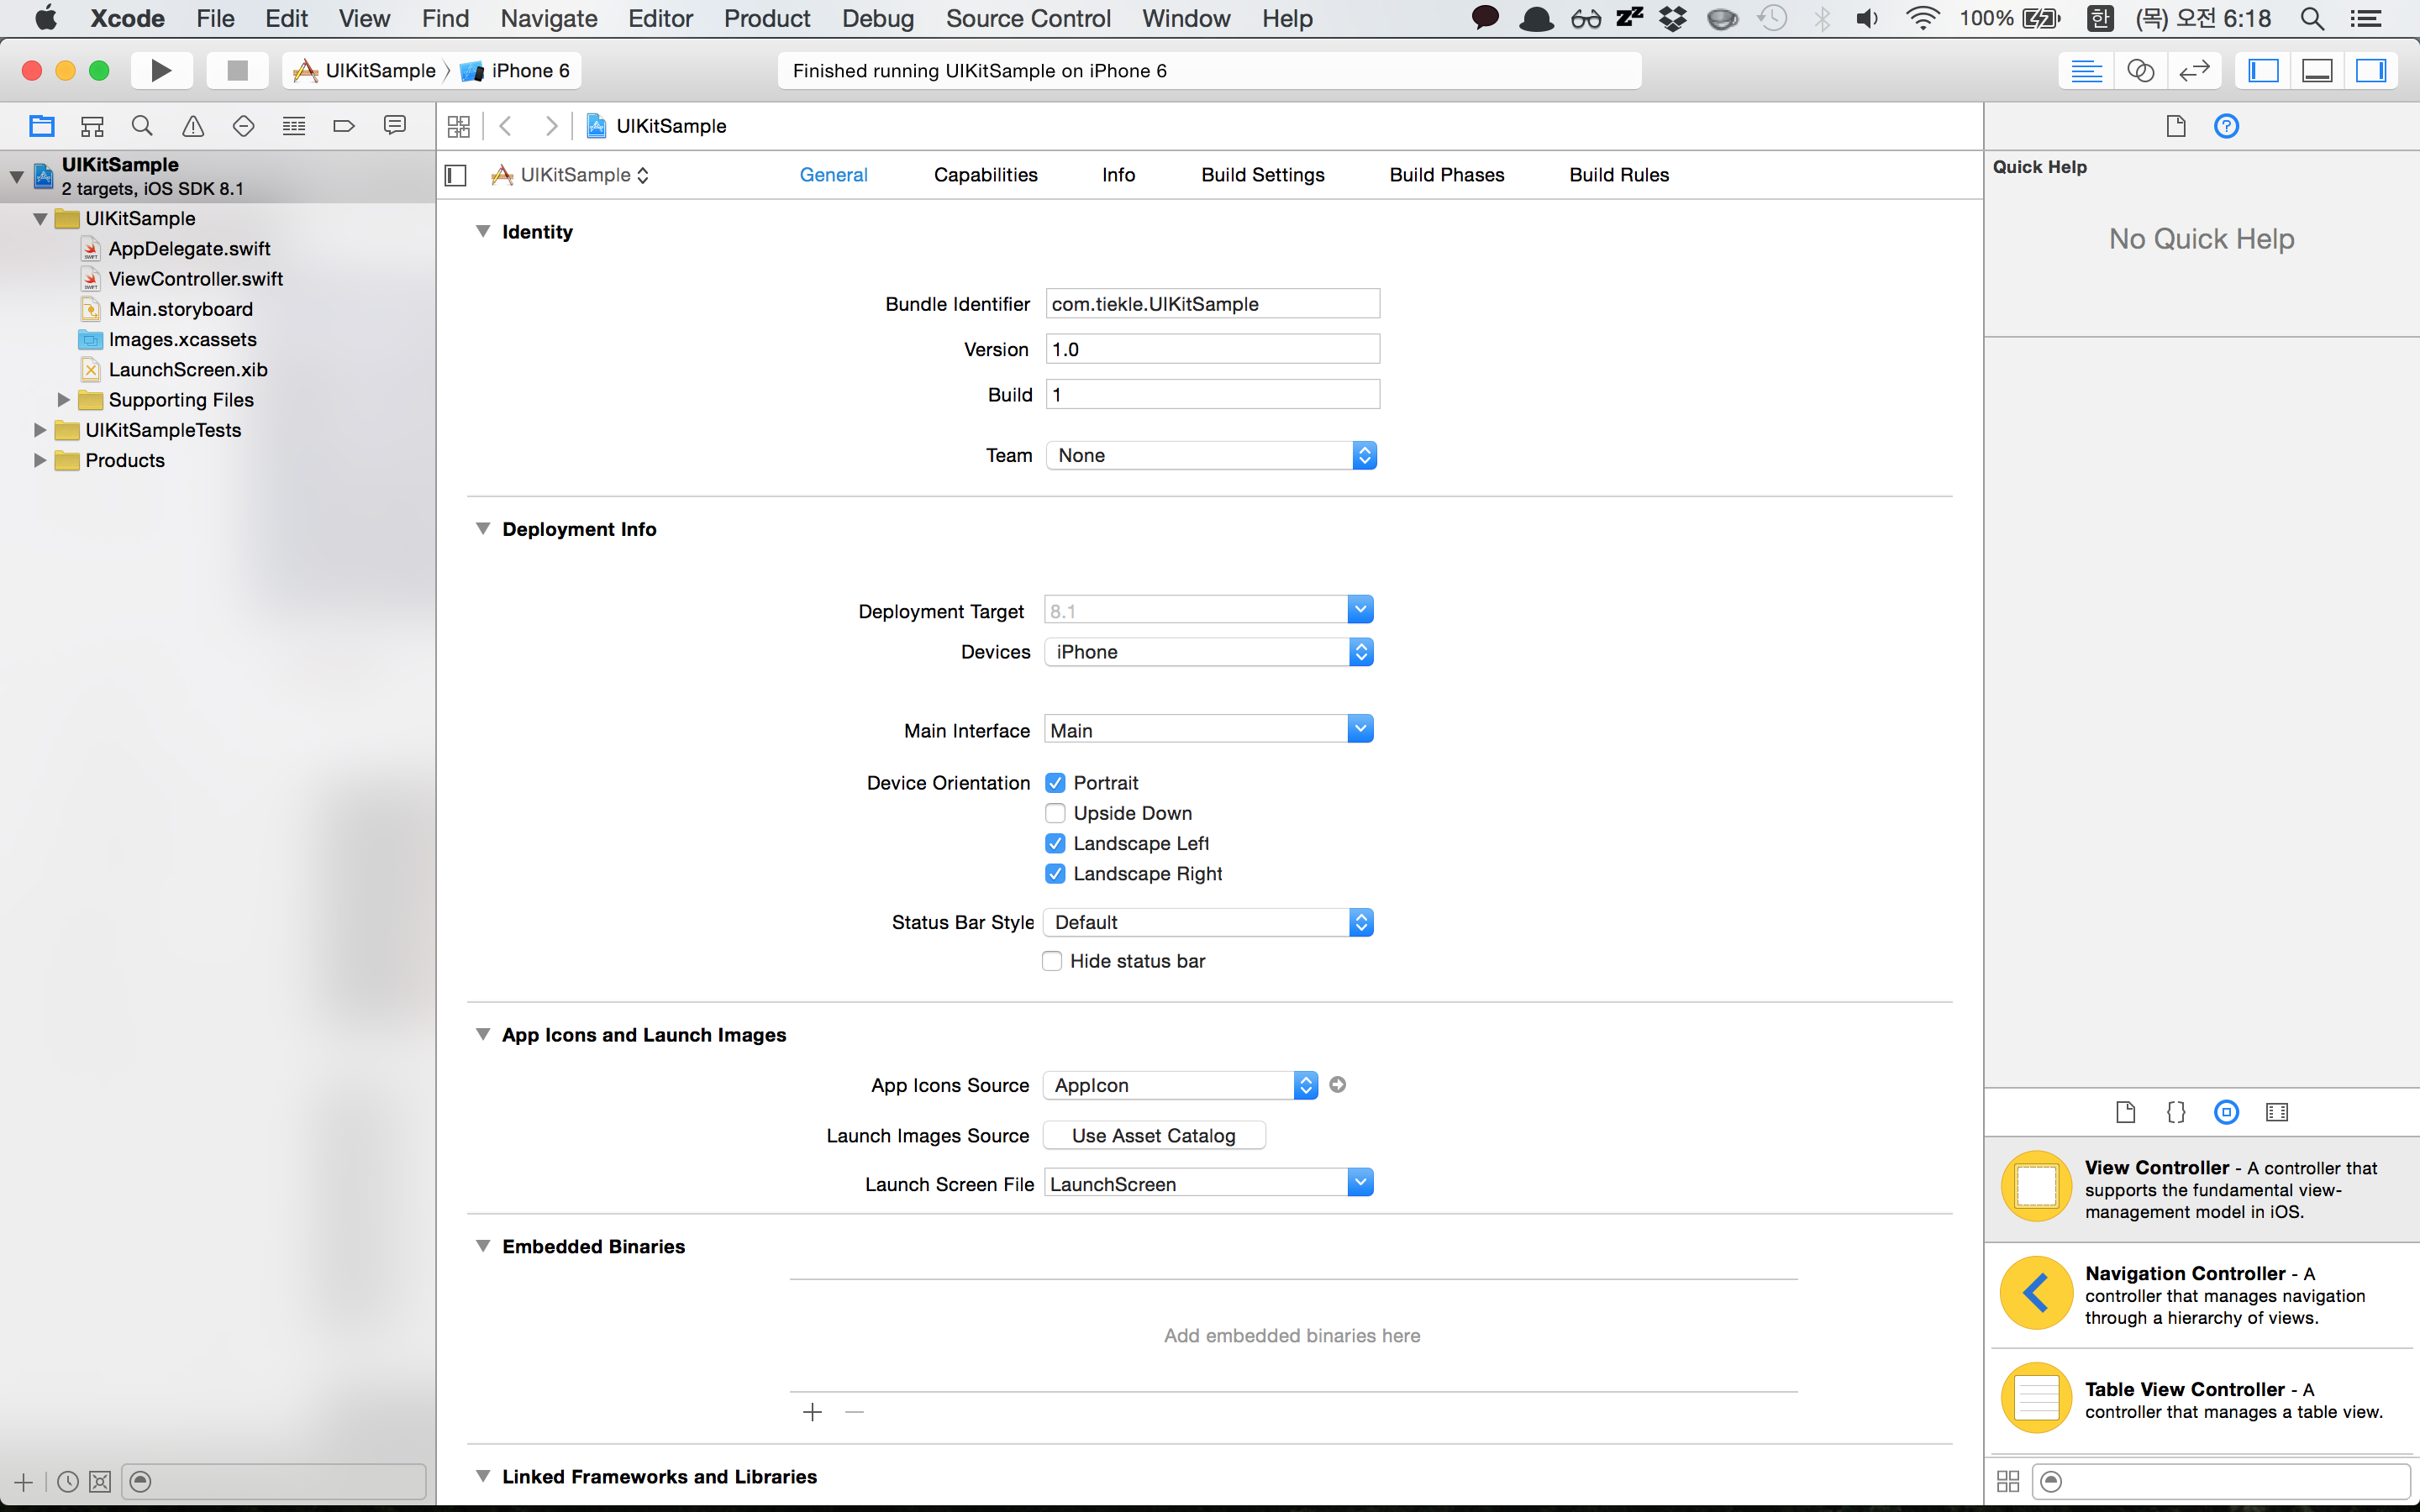 Xcode File Edit View Find Navigate Editor Product Debug Source Control Window Help zZ 100% 한 (목) 오전 6:18
UIKitSample iPhone 6
Finished running UIKitSample on iPhone 6
UIKitSample
2 targets, iOS SDK 8.1
UIKitSample
AppDelegate.swift
ViewController.swift
Main.storyboard
Images.xcassets
LaunchScreen.xib
Supporting Files
UIKitSampleTests
Products
UIKitSample
UIKitSample General Capabilities Info Build Settings Build Phases Build Rules
Identity
Bundle Identifier com.tiekle.UIKitSample
Version 1.0
Build 1
Team None
Deployment Info
Deployment Target 8.1
Devices iPhone
Main Interface Main
Device Orientation Portrait
Upside Down
Landscape Left
Landscape Right
Status Bar Style Default
Hide status bar
App Icons and Launch Images
App Icons Source AppIcon
Launch Images Source Use Asset Catalog
Launch Screen File LaunchScreen
Embedded Binaries
Add embedded binaries here
Linked Frameworks and Libraries
Quick Help
No Quick Help
{}
View Controller - A controller that
supports the fundamental view-
management model in iOS.
Navigation Controller - A
controller that manages navigation
through a hierarchy of views.
Table View Controller - A
controller that manages a table view.